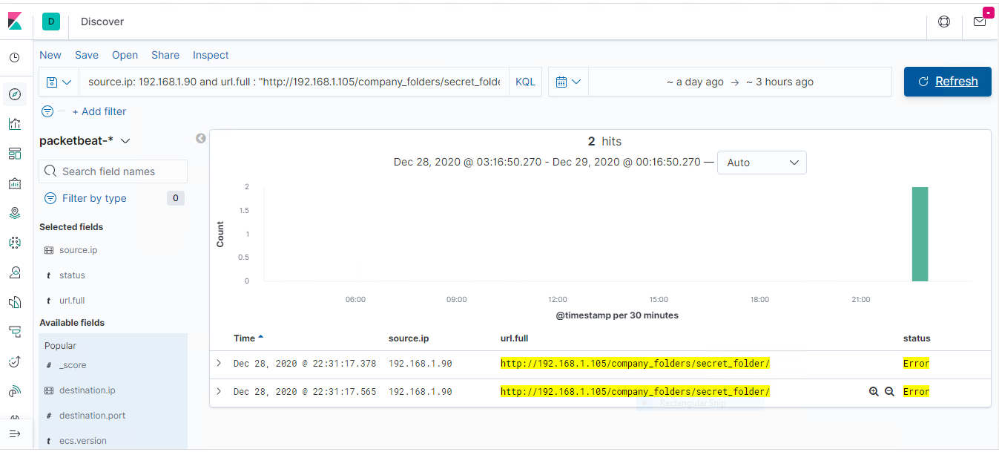 D Discover
New Save Open Share Inspect
source.ip: 192.168.1.90 and url.full : "http://192.168.1.105/company_folders/secret_folde KQL ~ a day ago → ~ 3 hours ago Refresh
+ Add filter
packetbeat-*
Search field names
Filter by type 0
Selected fields
source.ip
t status
t url.full
Available fields
Popular
# _score
destination.ip
# destination.port
t ecs.version
2 hits
Dec 28, 2020 @ 03:16:50.270 - Dec 29, 2020 @ 00:16:50.270 — Auto
Count
2
1.5
1
0.5
0
06:00 09:00 12:00 15:00 18:00 21:00
@timestamp per 30 minutes
Time source.ip url.full status
Dec 28, 2020 @ 22:31:17.378 192.168.1.90 http://192.168.1.105/company_folders/secret_folder/ Error
Dec 28, 2020 @ 22:31:17.565 192.168.1.90 http://192.168.1.105/company_folders/secret_folder/ Error
Rectangular Snip